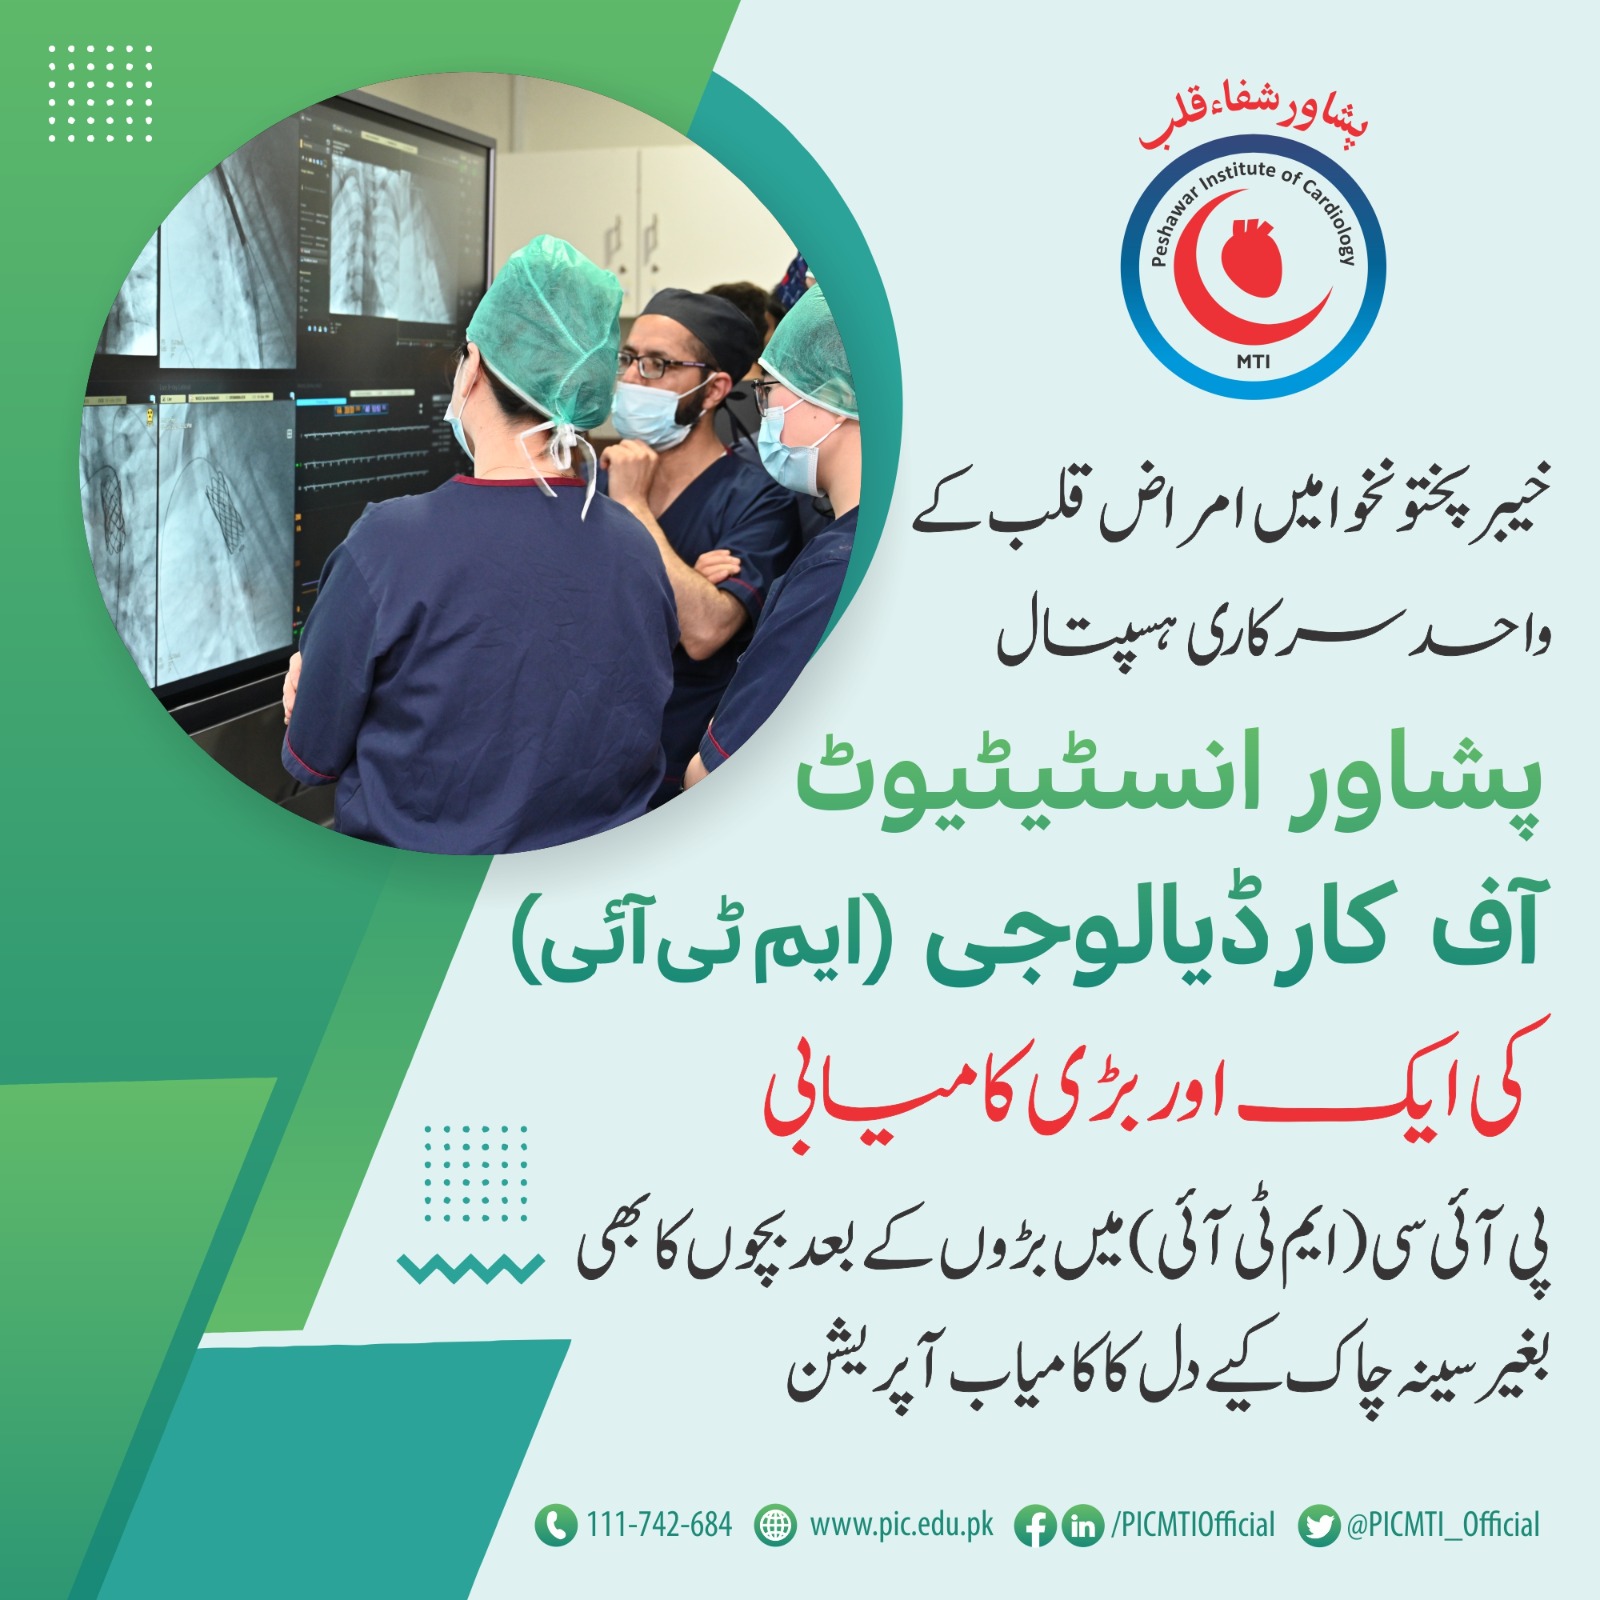 پشاور شفاء قلب
Peshawar Institute of Cardiology
MTI
خیبر پختونخوا میں امراض قلب کے
واحد سرکاری ہسپتال
پشاور انسٹیٹیوٹ
آف کارڈیالوجی (ایم ٹی آئی)
کی ایک اور بڑی کامیابی
پی آئی سی (ایم ٹی آئی) میں بڑوں کے بعد بچوں کا بھی
بغیر سینہ چاک کیے دل کا کامیاب آپریشن
111-742-684 www.pic.edu.pk /PICMTIOfficial @PICMTI_Official